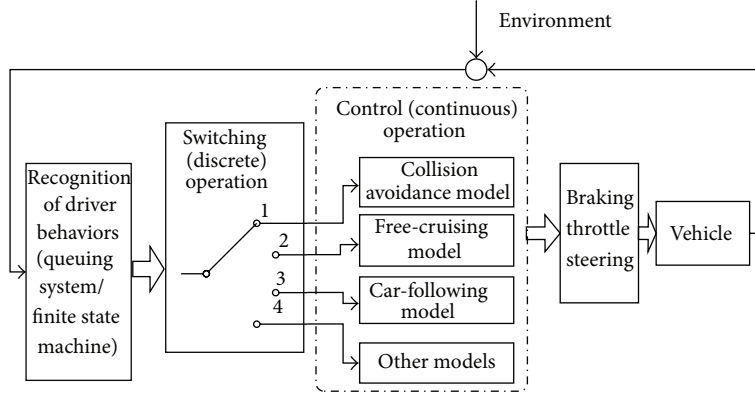 Environment
Control (continuous)
operation
Switching
(discrete)
operation
Recognition
of driver
behaviors
(queuing
system/
finite state
machine)
1
2
3
4
Collision
avoidance model
Free-cruising
model
Car-following
model
Other models
Braking
throttle
steering
Vehicle